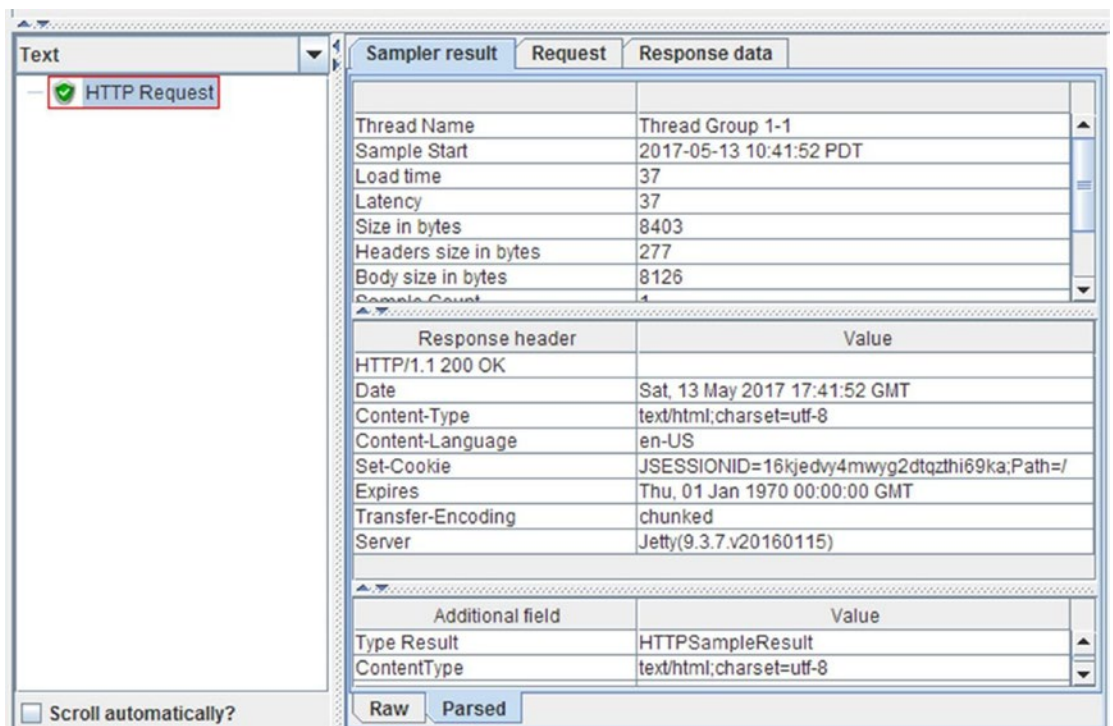 Text
HTTP Request
Scroll automatically?
Sampler result Request Response data
Thread Name Thread Group 1-1
Sample Start 2017-05-13 10:41:52 PDT
Load time 37
Latency 37
Size in bytes 8403
Headers size in bytes 277
Body size in bytes 8126
Sample Count 1
Response header Value
HTTP/1.1 200 OK
Date Sat, 13 May 2017 17:41:52 GMT
Content-Type text/html;charset=utf-8
Content-Language en-US
Set-Cookie JSESSIONID=16kjedvy4mwyg2dtqzthi69ka;Path=/
Expires Thu, 01 Jan 1970 00:00:00 GMT
Transfer-Encoding chunked
Server Jetty(9.3.7.v20160115)
Additional field Value
Type Result HTTPSampleResult
ContentType text/html;charset=utf-8
Raw Parsed